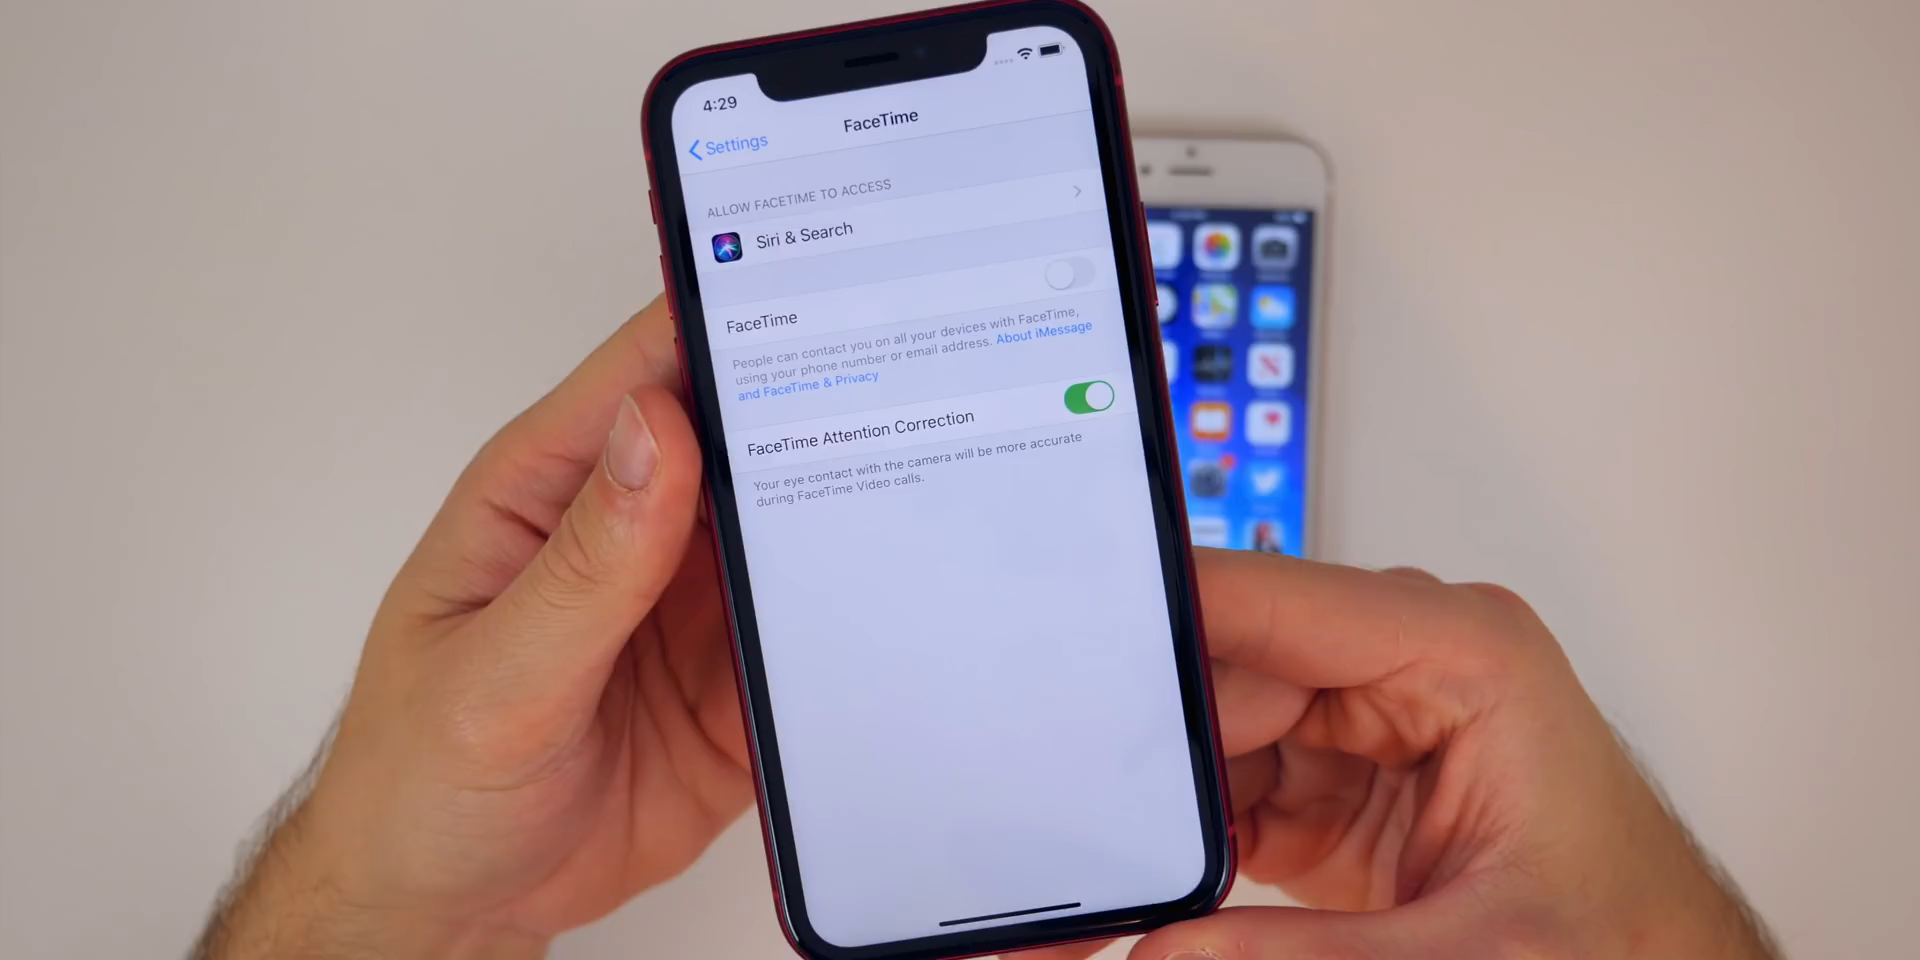 4:29
Settings
FaceTime
ALLOW FACETIME TO ACCESS
Siri & Search
FaceTime
People can contact you on all your devices with FaceTime,
using your phone number or email address. About iMessage
and FaceTime & Privacy
FaceTime Attention Correction
Your eye contact with the camera will be more accurate
during FaceTime Video calls.